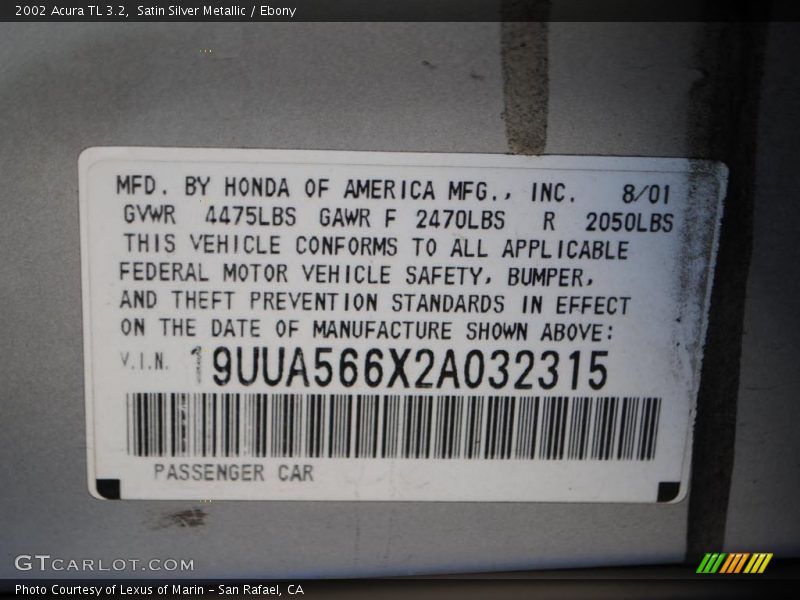 2002 Acura TL 3.2, Satin Silver Metallic / Ebony
MFD. BY HONDA OF AMERICA MFG., INC. 8/01
GVWR 4475LBS GAWR F 2470LBS R 2050LBS
THIS VEHICLE CONFORMS TO ALL APPLICABLE
FEDERAL MOTOR VEHICLE SAFETY, BUMPER,
AND THEFT PREVENTION STANDARDS IN EFFECT
ON THE DATE OF MANUFACTURE SHOWN ABOVE:
V.I.N. 19UUA566X2A032315
PASSENGER CAR
GTCARLOT.COM
Photo Courtesy of Lexus of Marin - San Rafael, CA